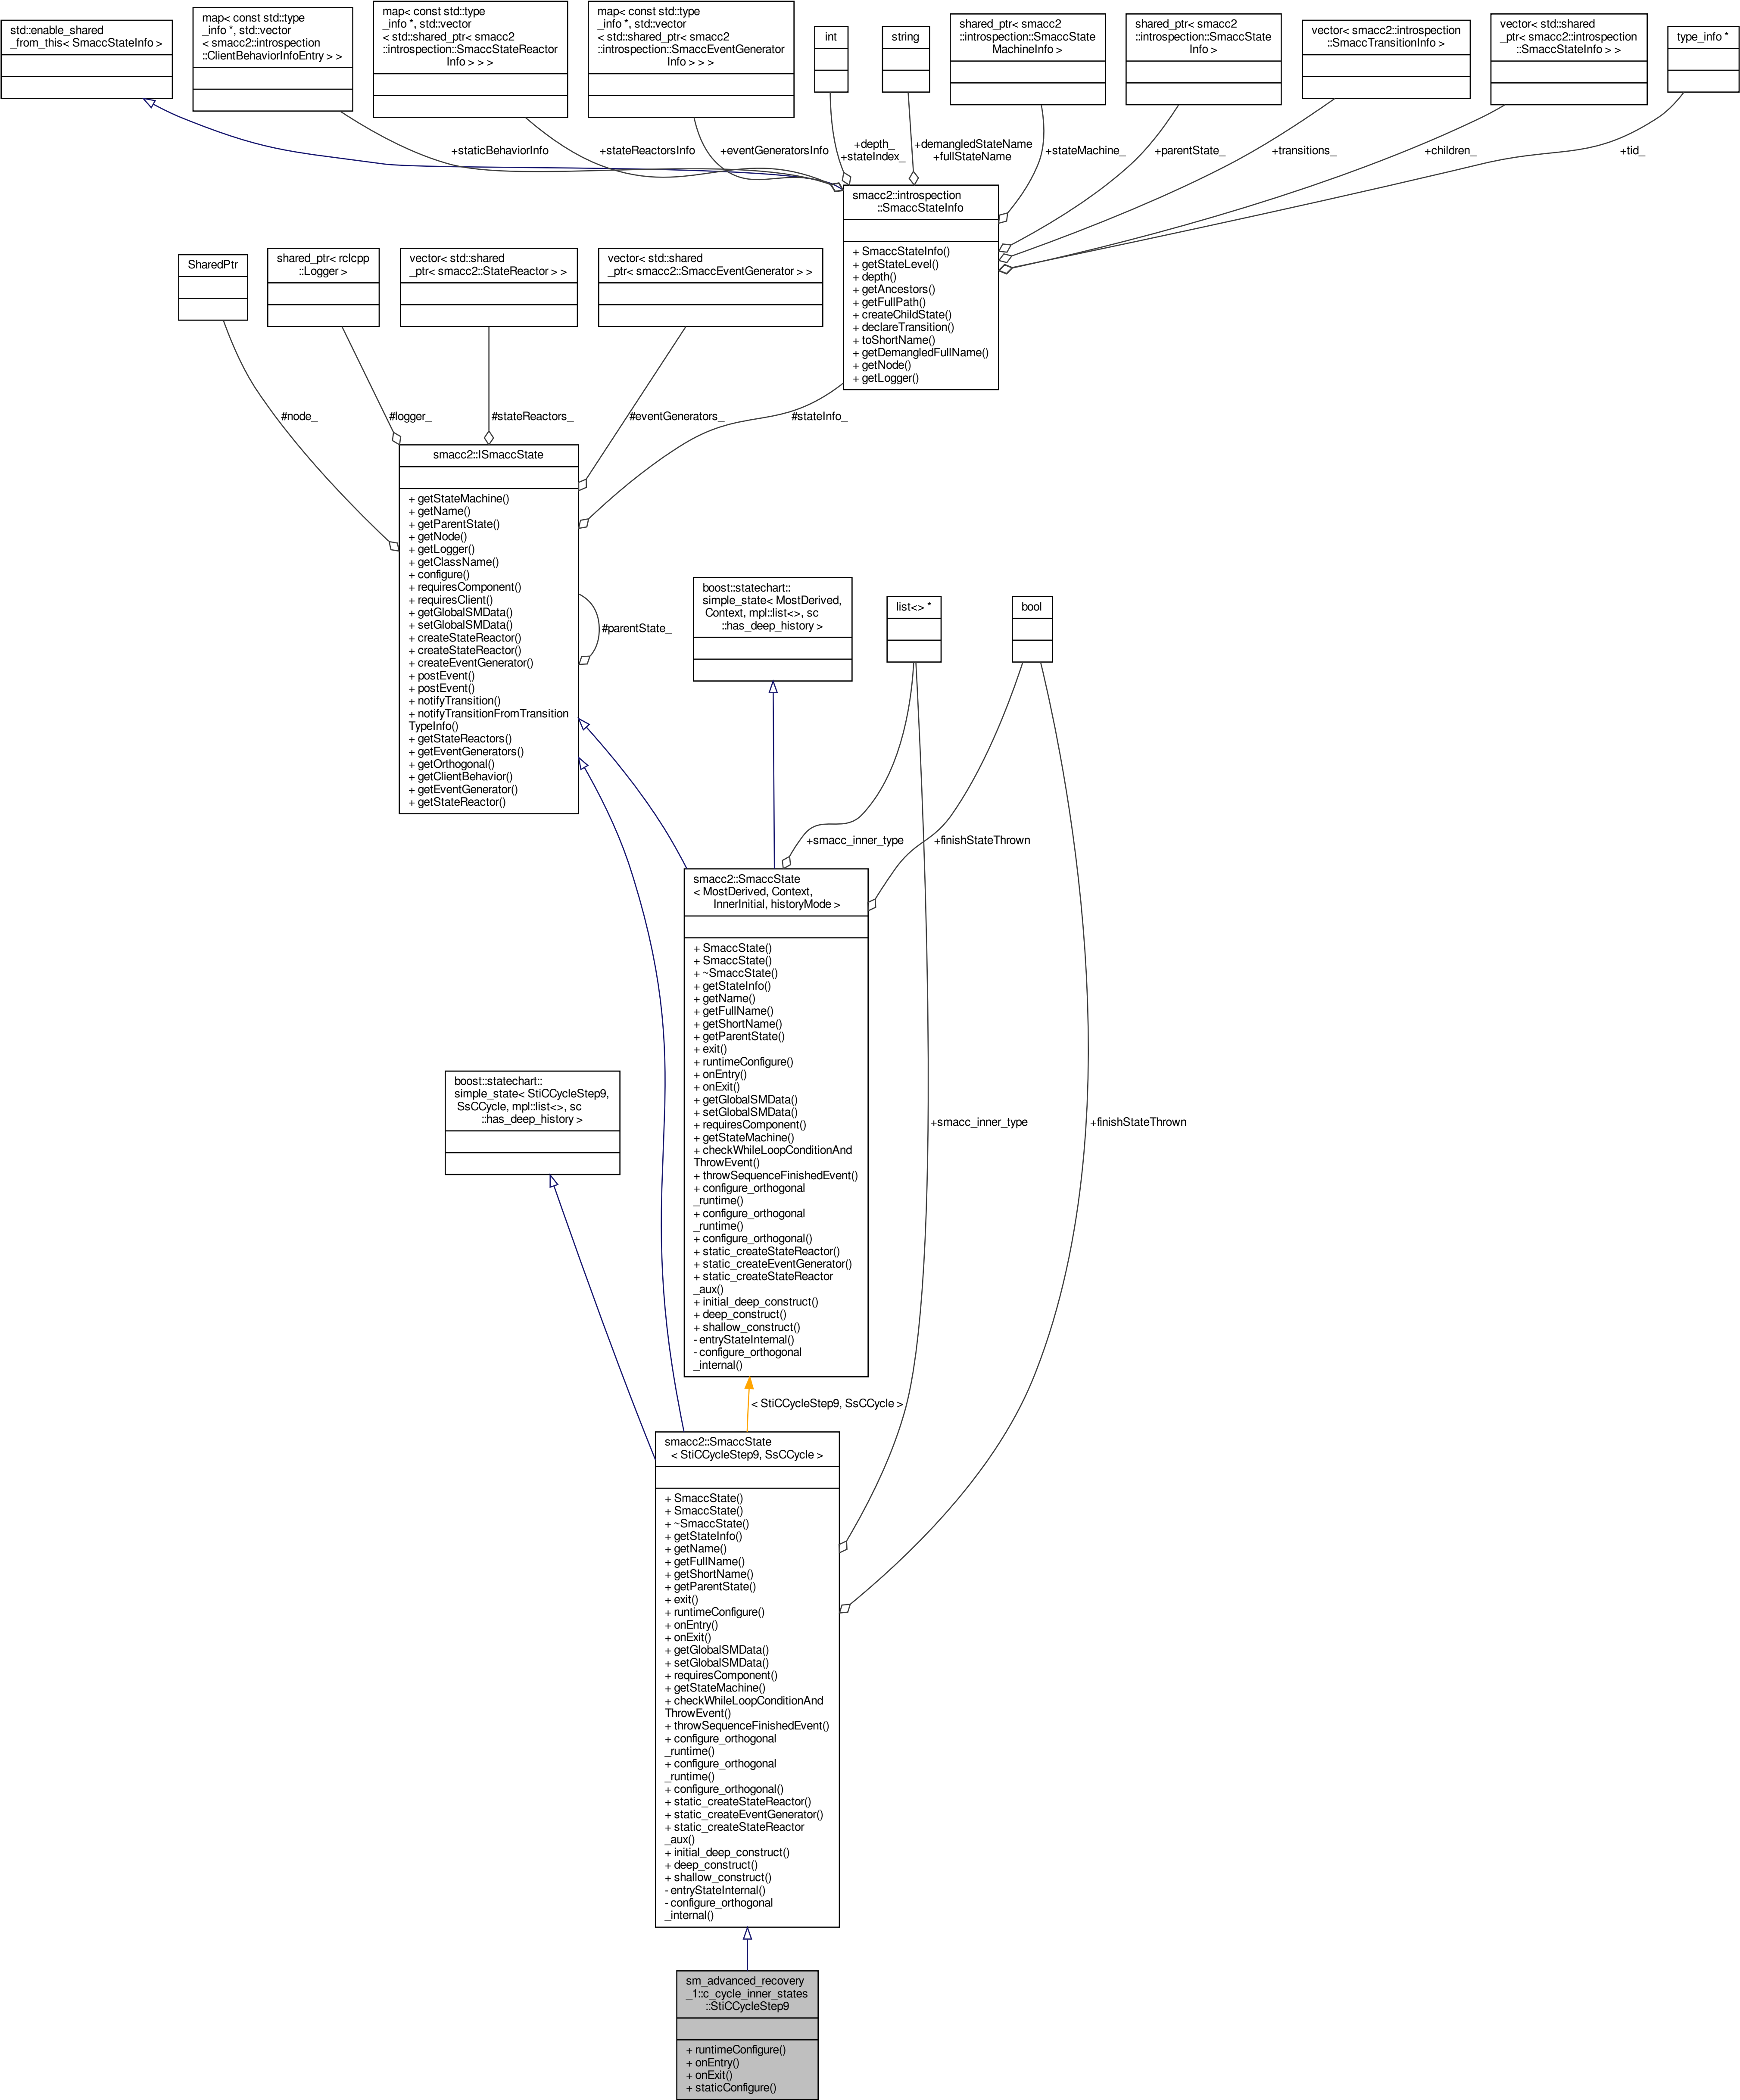 std::enable_shared
_from_this< SmaccStateInfo >
map< const std::type
_info *, std::vector
< smacc2::introspection
::ClientBehaviorInfoEntry > >
map< const std::type
_info *, std::vector
< std::shared_ptr< smacc2
::introspection::SmaccStateReactor
Info > > >
map< const std::type
_info *, std::vector
< std::shared_ptr< smacc2
::introspection::SmaccEventGenerator
Info > > >
int
string
shared_ptr< smacc2
::introspection::SmaccState
MachineInfo >
shared_ptr< smacc2
::introspection::SmaccState
Info >
vector< smacc2::introspection
::SmaccTransitionInfo >
vector< std::shared
_ptr< smacc2::introspection
::SmaccStateInfo > >
type_info *
+staticBehaviorInfo
+stateReactorsInfo
+eventGeneratorsInfo
+depth_
+stateIndex_
+demangledStateName
+fullStateName
+stateMachine_
+parentState_
+transitions_
+children_
+tid_
smacc2::introspection
::SmaccStateInfo
+ SmaccStateInfo()
+ getStateLevel()
+ depth()
+ getAncestors()
+ getFullPath()
+ createChildState()
+ declareTransition()
+ toShortName()
+ getDemangledFullName()
+ getNode()
+ getLogger()
SharedPtr
shared_ptr< rclcpp
::Logger >
vector< std::shared
_ptr< smacc2::StateReactor > >
vector< std::shared
_ptr< smacc2::SmaccEventGenerator > >
#node_
#logger_
#stateReactors_
#eventGenerators_
#stateInfo_
smacc2::ISmaccState
+ getStateMachine()
+ getName()
+ getParentState()
+ getNode()
+ getLogger()
+ getClassName()
+ configure()
+ requiresComponent()
+ requiresClient()
+ getGlobalSMData()
+ setGlobalSMData()
+ createStateReactor()
+ createStateReactor()
+ createEventGenerator()
+ postEvent()
+ postEvent()
+ notifyTransition()
+ notifyTransitionFromTransition
TypeInfo()
+ getStateReactors()
+ getEventGenerators()
+ getOrthogonal()
+ getClientBehavior()
+ getEventGenerator()
+ getStateReactor()
#parentState_
boost::statechart::
simple_state< MostDerived,
Context, mpl::list<>, sc
::has_deep_history >
list<> *
bool
+smacc_inner_type
+finishStateThrown
smacc2::SmaccState
< MostDerived, Context,
InnerInitial, historyMode >
+ SmaccState()
+ SmaccState()
+ ~SmaccState()
+ getStateInfo()
+ getName()
+ getFullName()
+ getShortName()
+ getParentState()
+ exit()
+ runtimeConfigure()
+ onEntry()
+ onExit()
+ getGlobalSMData()
+ setGlobalSMData()
+ requiresComponent()
+ getStateMachine()
+ checkWhileLoopConditionAnd
ThrowEvent()
+ throwSequenceFinishedEvent()
+ configure_orthogonal
_runtime()
+ configure_orthogonal
_runtime()
+ configure_orthogonal()
+ static_createStateReactor()
+ static_createEventGenerator()
+ static_createStateReactor
_aux()
+ initial_deep_construct()
+ deep_construct()
+ shallow_construct()
- entryStateInternal()
- configure_orthogonal
_internal()
boost::statechart::
simple_state< StiCCycleStep9,
SsCCycle, mpl::list<>, sc
::has_deep_history >
+smacc_inner_type
+finishStateThrown
< StiCCycleStep9, SsCCycle >
smacc2::SmaccState
< StiCCycleStep9, SsCCycle >
+ SmaccState()
+ SmaccState()
+ ~SmaccState()
+ getStateInfo()
+ getName()
+ getFullName()
+ getShortName()
+ getParentState()
+ exit()
+ runtimeConfigure()
+ onEntry()
+ onExit()
+ getGlobalSMData()
+ setGlobalSMData()
+ requiresComponent()
+ getStateMachine()
+ checkWhileLoopConditionAnd
ThrowEvent()
+ throwSequenceFinishedEvent()
+ configure_orthogonal
_runtime()
+ configure_orthogonal
_runtime()
+ configure_orthogonal()
+ static_createStateReactor()
+ static_createEventGenerator()
+ static_createStateReactor
_aux()
+ initial_deep_construct()
+ deep_construct()
+ shallow_construct()
- entryStateInternal()
- configure_orthogonal
_internal()
sm_advanced_recovery
_1::c_cycle_inner_states
::StiCCycleStep9
+ runtimeConfigure()
+ onEntry()
+ onExit()
+ staticConfigure()